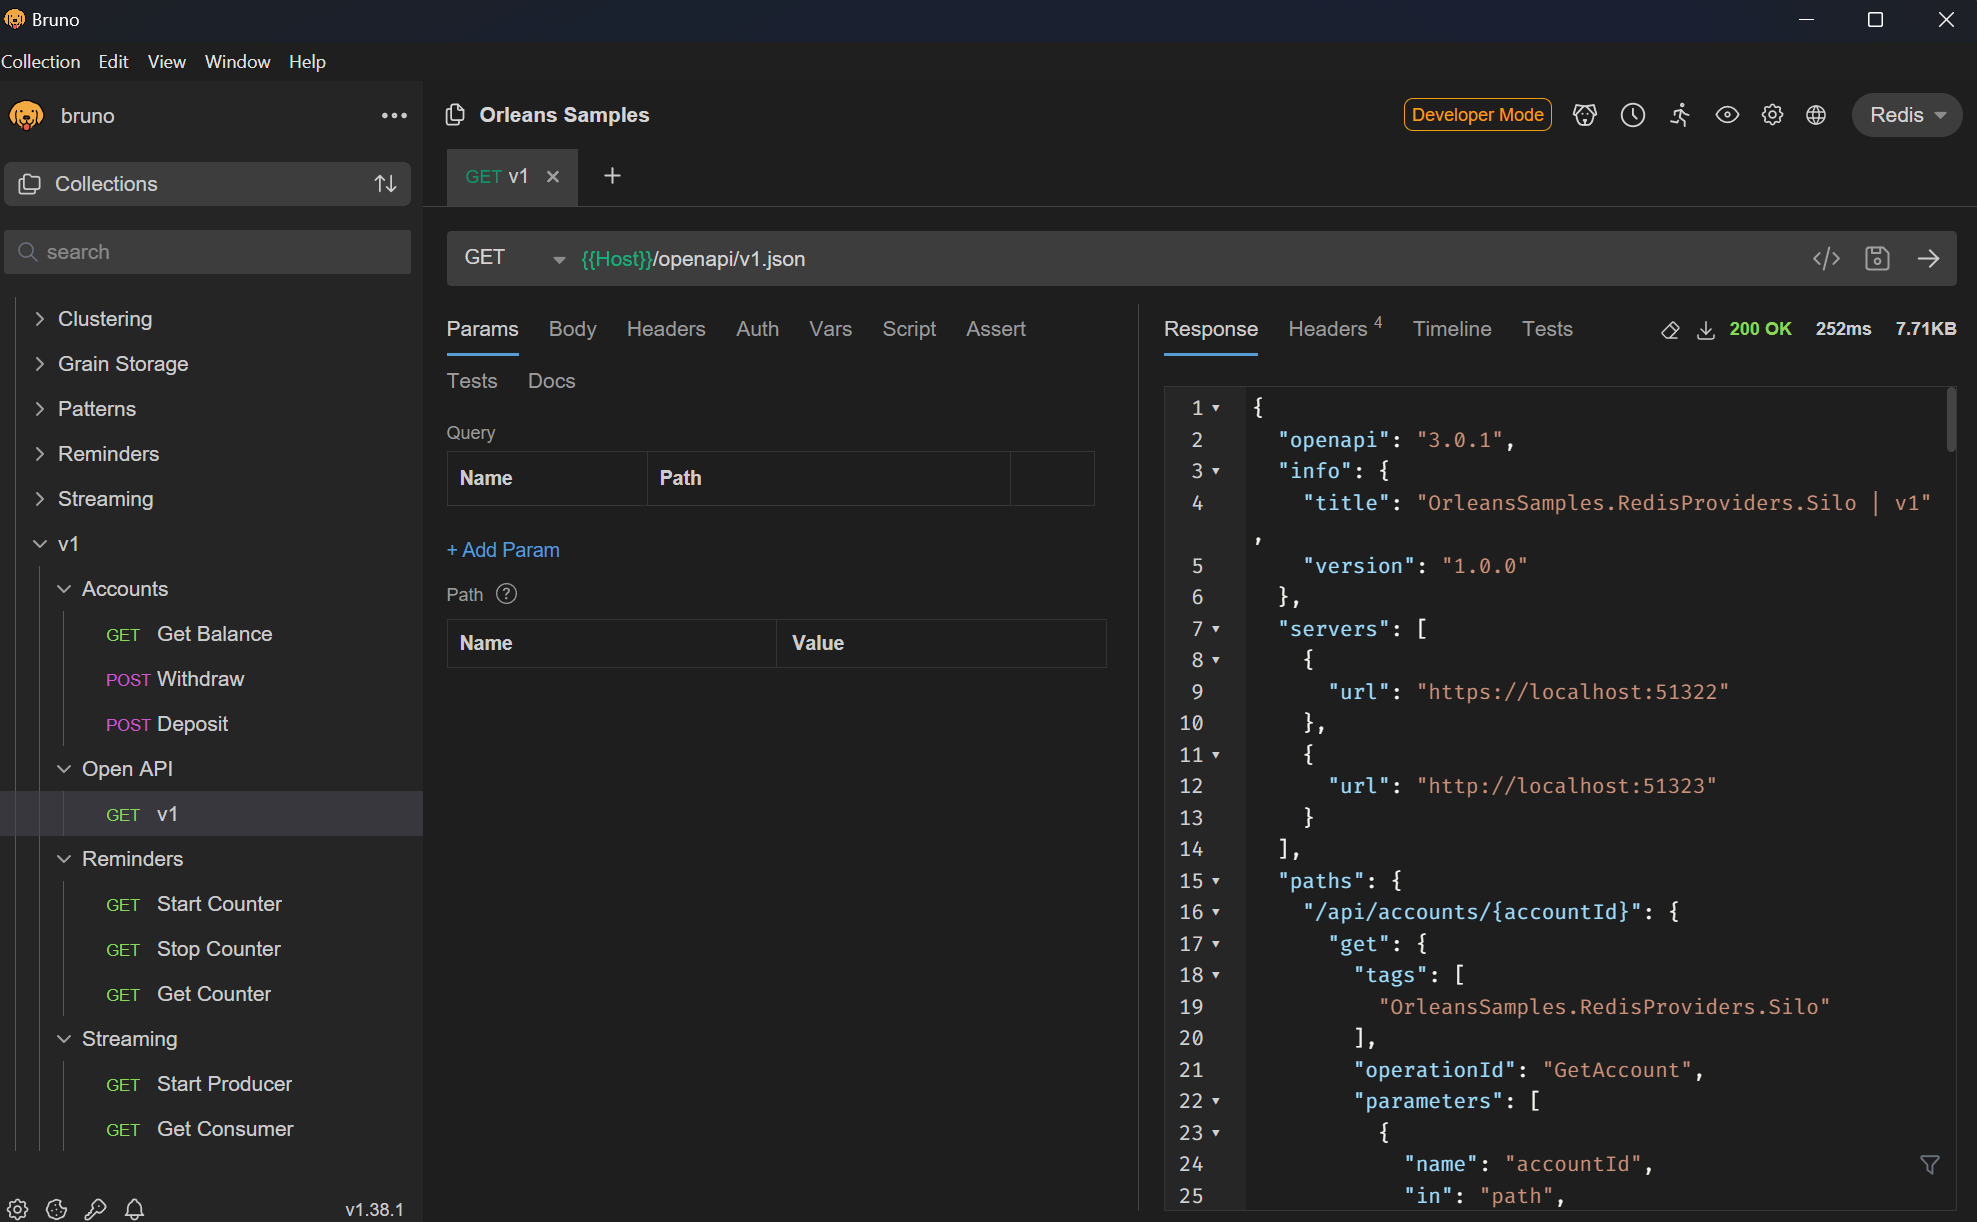 Bruno
Collection Edit View Window Help
bruno
Collections
search
Clustering
Grain Storage
Patterns
Reminders
Streaming
v1
Accounts
GET Get Balance
POST Withdraw
POST Deposit
Open API
GET v1
Reminders
GET Start Counter
GET Stop Counter
GET Get Counter
Streaming
GET Start Producer
GET Get Consumer
v1.38.1
Orleans Samples
Developer Mode
Redis
GET v1
GET {{Host}}/openapi/v1.json
Params Body Headers Auth Vars Script Assert
Tests Docs
Query
Name Path
+ Add Param
Path ?
Name Value
Response Headers 4 Timeline Tests 200 OK 252ms 7.71KB
1 {
2 "openapi": "3.0.1",
3 "info": {
4 "title": "OrleansSamples.RedisProviders.Silo | v1"
,
5 "version": "1.0.0"
6 },
7 "servers": [
8 {
9 "url": "https://localhost:51322"
10 },
11 {
12 "url": "http://localhost:51323"
13 }
14 ],
15 "paths": {
16 "/api/accounts/{accountId}": {
17 "get": {
18 "tags": [
19 "OrleansSamples.RedisProviders.Silo"
20 ],
21 "operationId": "GetAccount",
22 "parameters": [
23 {
24 "name": "accountId",
25 "in": "path",